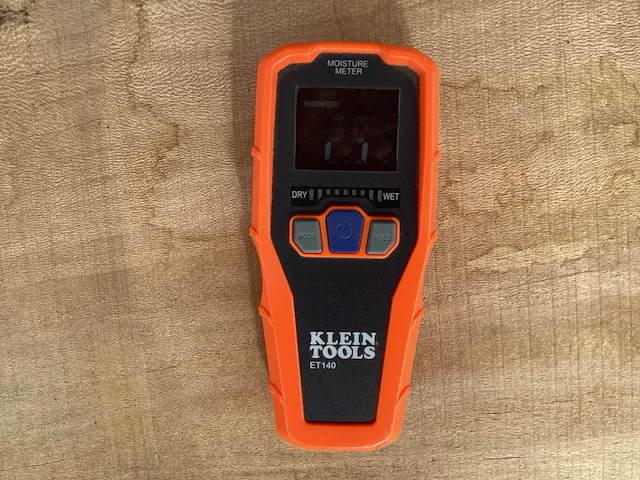 MOISTURE
METER
HARDWOOD
DRY WET
MODE HOLD
KLEIN
TOOLS
ET140